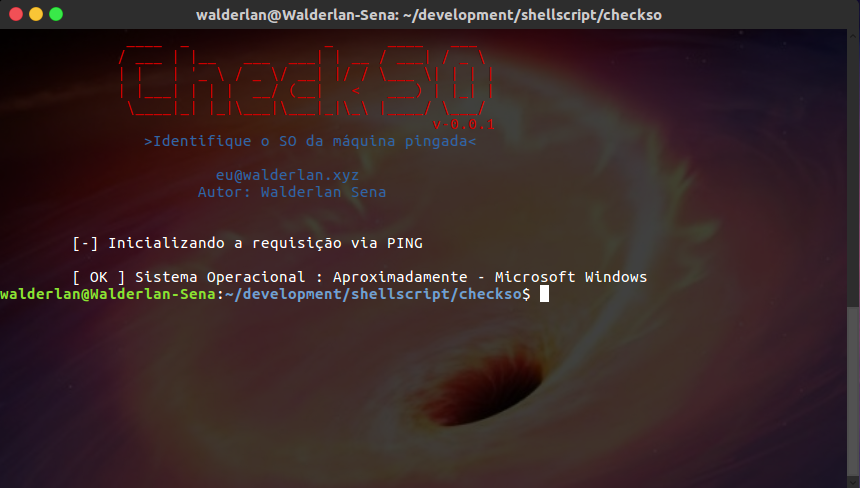 walderlan@Walderlan-Sena: ~/development/shellscript/checkso
CheckSO
v-0.0.1
>Identifique o SO da máquina pingada<
eu@walderlan.xyz
Autor: Walderlan Sena
[-] Inicializando a requisição via PING
[ OK ] Sistema Operacional : Aproximadamente - Microsoft Windows
walderlan@Walderlan-Sena:~/development/shellscript/checkso$